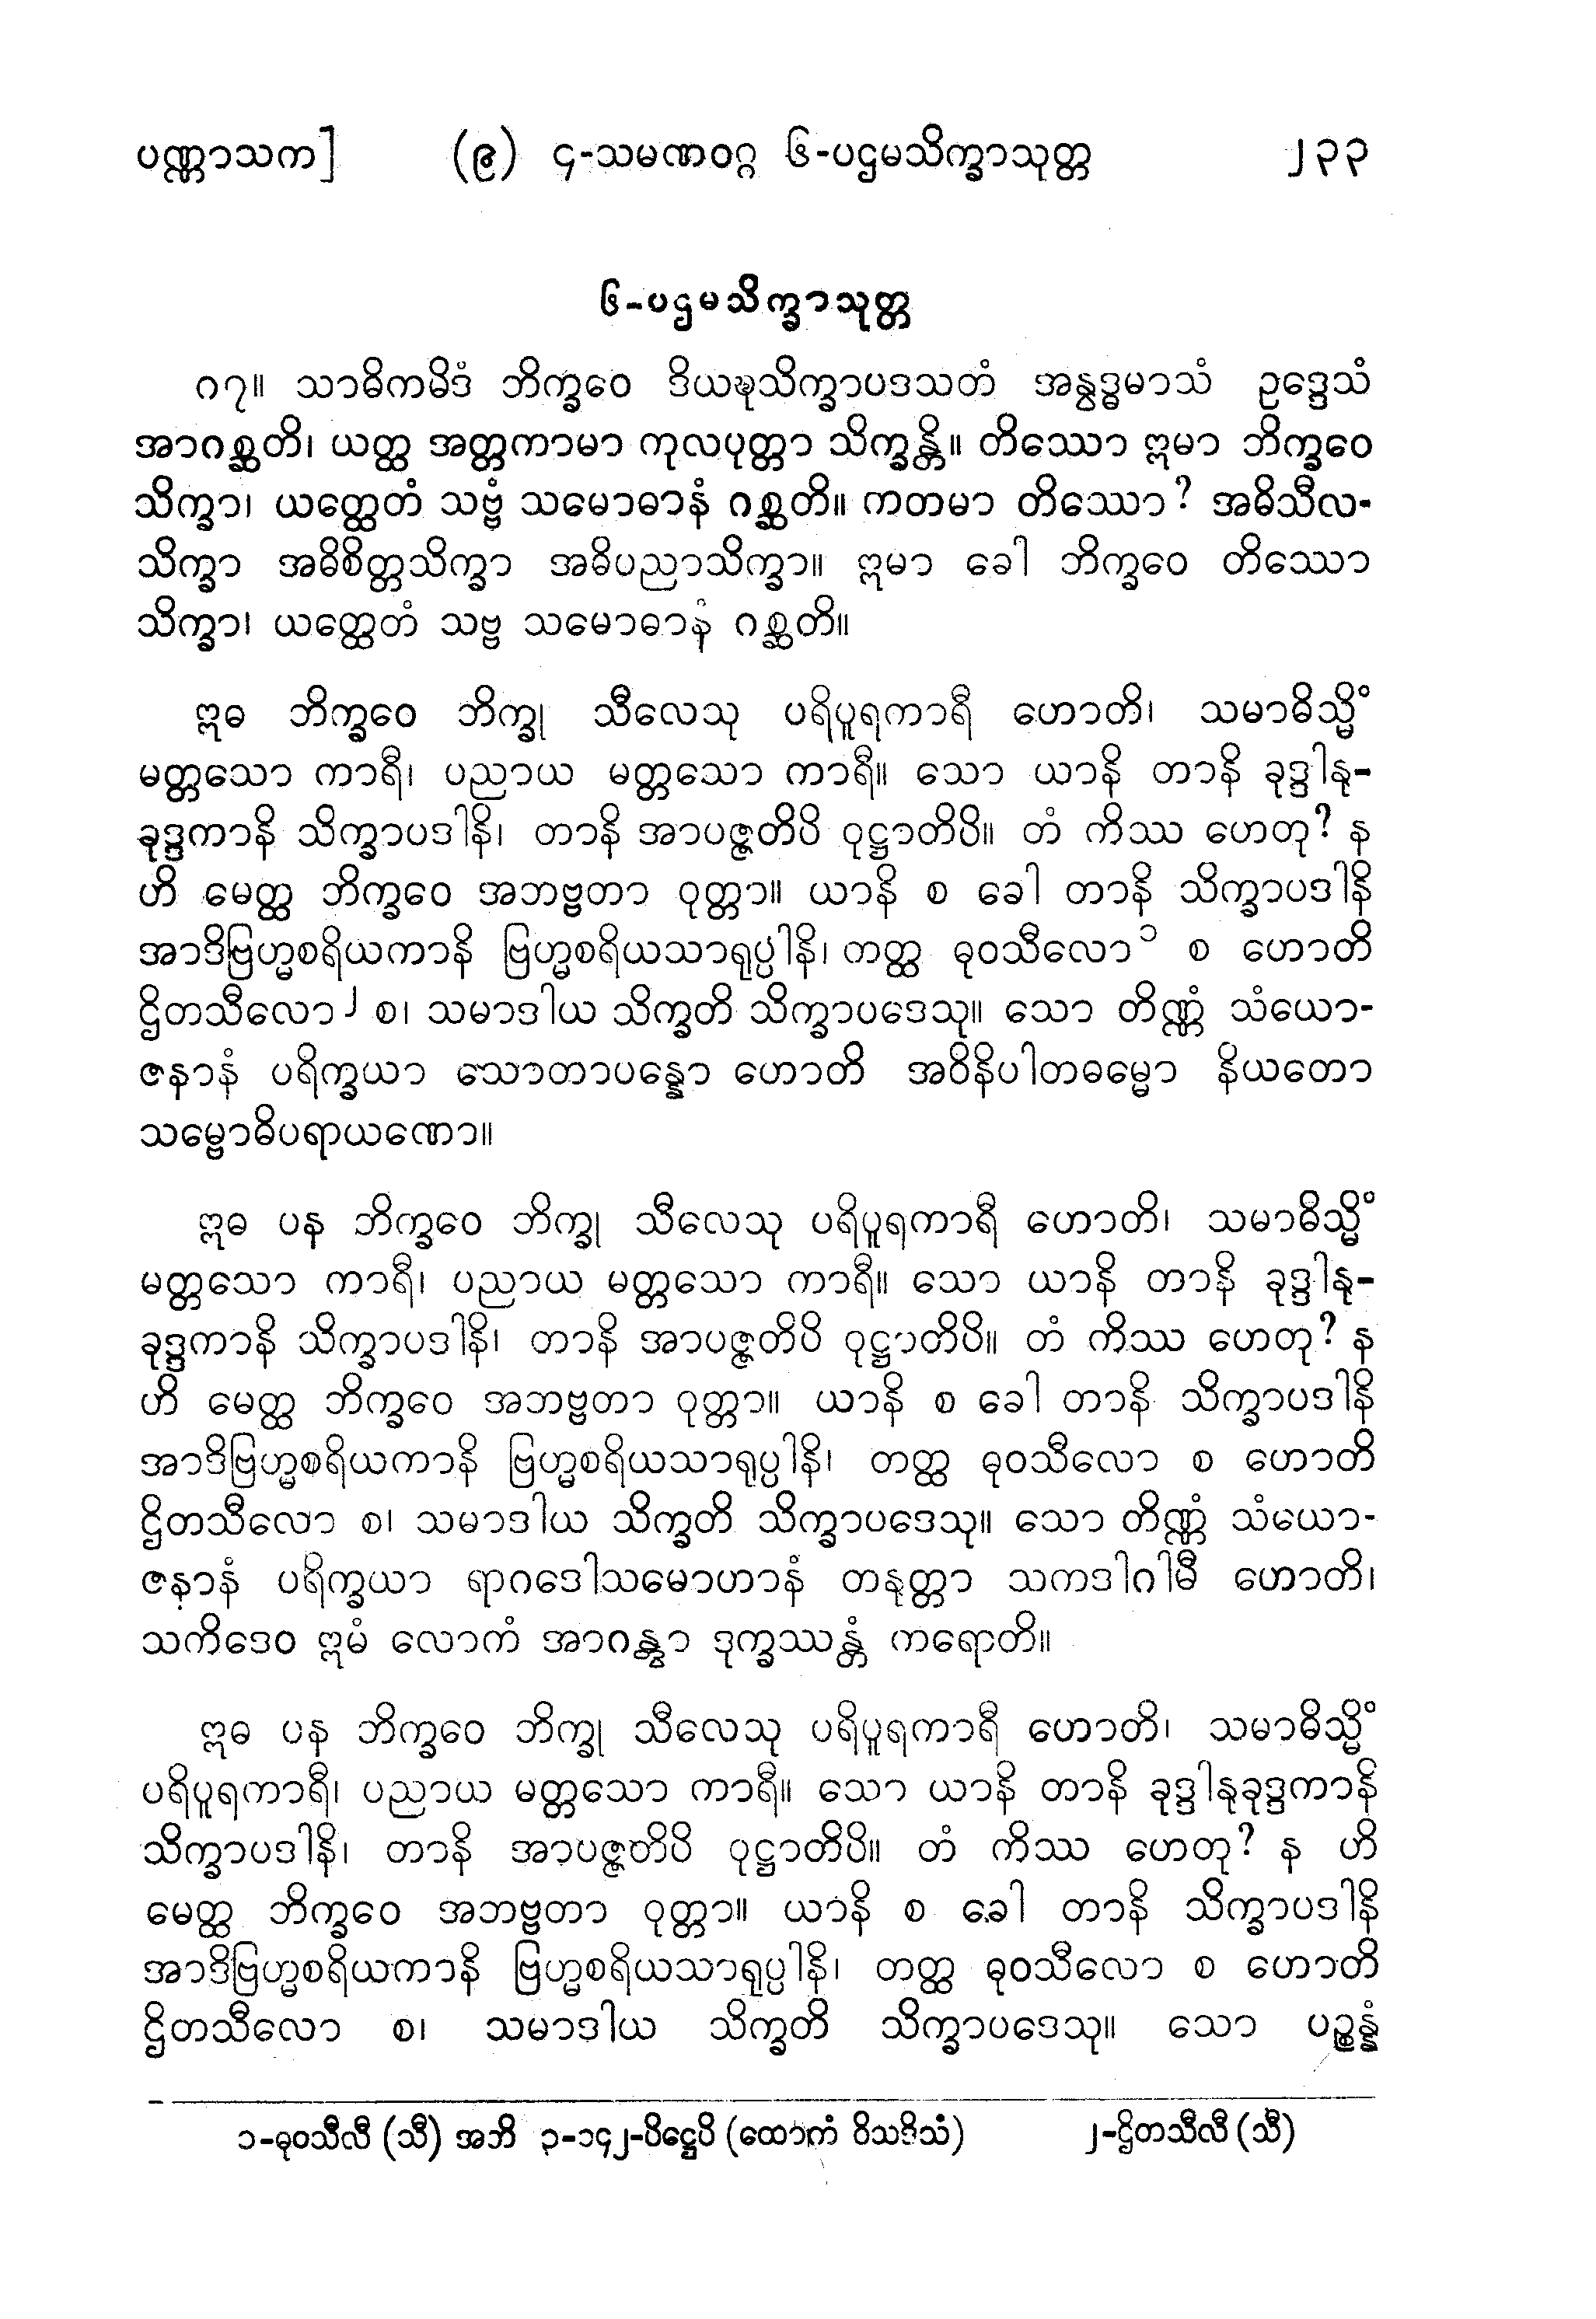 ပဏ္ဏာသက]	(၉) ၄-သမဏဝဂ္ဂ ၆-ပဌမသိက္ခာသုတ္တ	၂၃၃
၆-ပဌမသိက္ခာသုတ္တ
၈၇။ သာဓိကမိဒံ ဘိက္ခဝေ ဒိယဍ္ဎသိက္ခာပဒသတံ အနွဒ္ဓမာသံ ဥဒ္ဒေသံ
အာဂစ္ဆတိ၊ ယတ္ထ အတ္တကာမာ ကုလပုတ္တာ သိက္ခန္တိ။ တိဿော ဣမာ ဘိက္ခဝေ
သိက္ခာ၊ ယတ္ထေတံ သဗ္ဗံ သမောဓာနံ ဂစ္ဆတိ။ ကတမာ တိဿော? အဓိသီလ-
သိက္ခာ အဓိစိတ္တသိက္ခာ အဓိပညာသိက္ခာ။ ဣမာ ခေါ ဘိက္ခဝေ တိဿော
သိက္ခာ၊ ယတ္ထေတံ သဗ္ဗ သမောဓာနံ ဂစ္ဆတိ။
ဣဓ ဘိက္ခဝေ ဘိက္ခု သီလေသု ပရိပူရကာရီ ဟောတိ၊ သမာဓိသ္မိံ
မတ္တသော ကာရီ၊ ပညာယ မတ္တသော ကာရီ။ သော ယာနိ တာနိ ခုဒ္ဒါနု-
ခုဒ္ဒကာနိ သိက္ခာပဒါနိ၊ တာနိ အာပဇ္ဇတိပိ ဝုဋ္ဌာတိပိ။ တံ ကိဿ ဟေတု? န
ဟိ မေတ္ထ ဘိက္ခဝေ အဘဗ္ဗတာ ဝုတ္တာ။ ယာနိ စ ခေါ တာနိ သိက္ခာပဒါနိ
အာဒိဗြဟ္မစရိယကာနိ ဗြဟ္မစရိယသာရုပ္ပါနိ၊ ကတ္ထ ဓုဝသီလော၁ စ ဟောတိ
ဌိတသီလော၂ စ၊ သမာဒါယ သိက္ခတိ သိက္ခာပဒေသု။ သော တိဏ္ဏံ သံယော-
ဇနာနံ ပရိက္ခယာ သောတာပန္နော ဟောတိ အဝိနိပါတဓမ္မော နိယတော
သမ္ဗောဓိပရာယဏော။
ဣဓ ပန ဘိက္ခဝေ ဘိက္ခု သီလေသု ပရိပူရကာရီ ဟောတိ၊ သမာဓိသ္မိံ
မတ္တသော ကာရီ၊ ပညာယ မတ္တသော ကာရီ။ သော ယာနိ တာနိ ခုဒ္ဒါနု-
ခုဒ္ဒကာနိ သိက္ခာပဒါနိ၊ တာနိ အာပဇ္ဇတိပိ ဝုဋ္ဌာတိပိ။ တံ ကိဿ ဟေတု? န
ဟိ မေတ္ထ ဘိက္ခဝေ အဘဗ္ဗတာ ဝုတ္တာ။ ယာနိ စ ခေါ တာနိ သိက္ခာပဒါနိ
အာဒိဗြဟ္မစရိယကာနိ ဗြဟ္မစရိယသာရုပ္ပါနိ၊ တတ္ထ ဓုဝသီလော စ ဟောတိ
ဌိတသီလော စ၊ သမာဒါယ သိက္ခတိ သိက္ခာပဒေသု။ သော တိဏ္ဏံ သံယော-
ဇနာနံ ပရိက္ခယာ ရာဂဒေါသမောဟာနံ တနုတ္တာ သကဒါဂါမီ ဟောတိ၊
သကိဒေဝ ဣမံ လောကံ အာဂန္တွာ ဒုက္ခဿန္တံ ကရောတိ။
ဣဓ ပန ဘိက္ခဝေ ဘိက္ခု သီလေသု ပရိပူရကာရီ ဟောတိ၊ သမာဓိသ္မိံ
ပရိပူရကာရီ၊ ပညာယ မတ္တသော ကာရီ။ သော ယာနိ တာနိ ခုဒ္ဒါနုခုဒ္ဒကာနိ
သိက္ခာပဒါနိ၊ တာနိ အာပဇ္ဇတိပိ ဝုဋ္ဌာတိပိ။ တံ ကိဿ ဟေတု? န ဟိ
မေတ္ထ ဘိက္ခဝေ အဘဗ္ဗတာ ဝုတ္တာ။ ယာနိ စ ခေါ တာနိ သိက္ခာပဒါနိ
အာဒိဗြဟ္မစရိယကာနိ ဗြဟ္မစရိယသာရုပ္ပါနိ၊ တတ္ထ ဓုဝသီလော စ ဟောတိ
ဌိတသီလော စ၊ သမာဒါယ သိက္ခတိ သိက္ခာပဒေသု။ သော ပဉ္စန္နံ
၁-ဓုဝသီလီ (သီ) အဘိ ၃-၁၄၂-ပိဋ္ဌေပိ (ထောကံ ဝိသဒိသံ)	၂-ဌိတသီလီ (သီ)